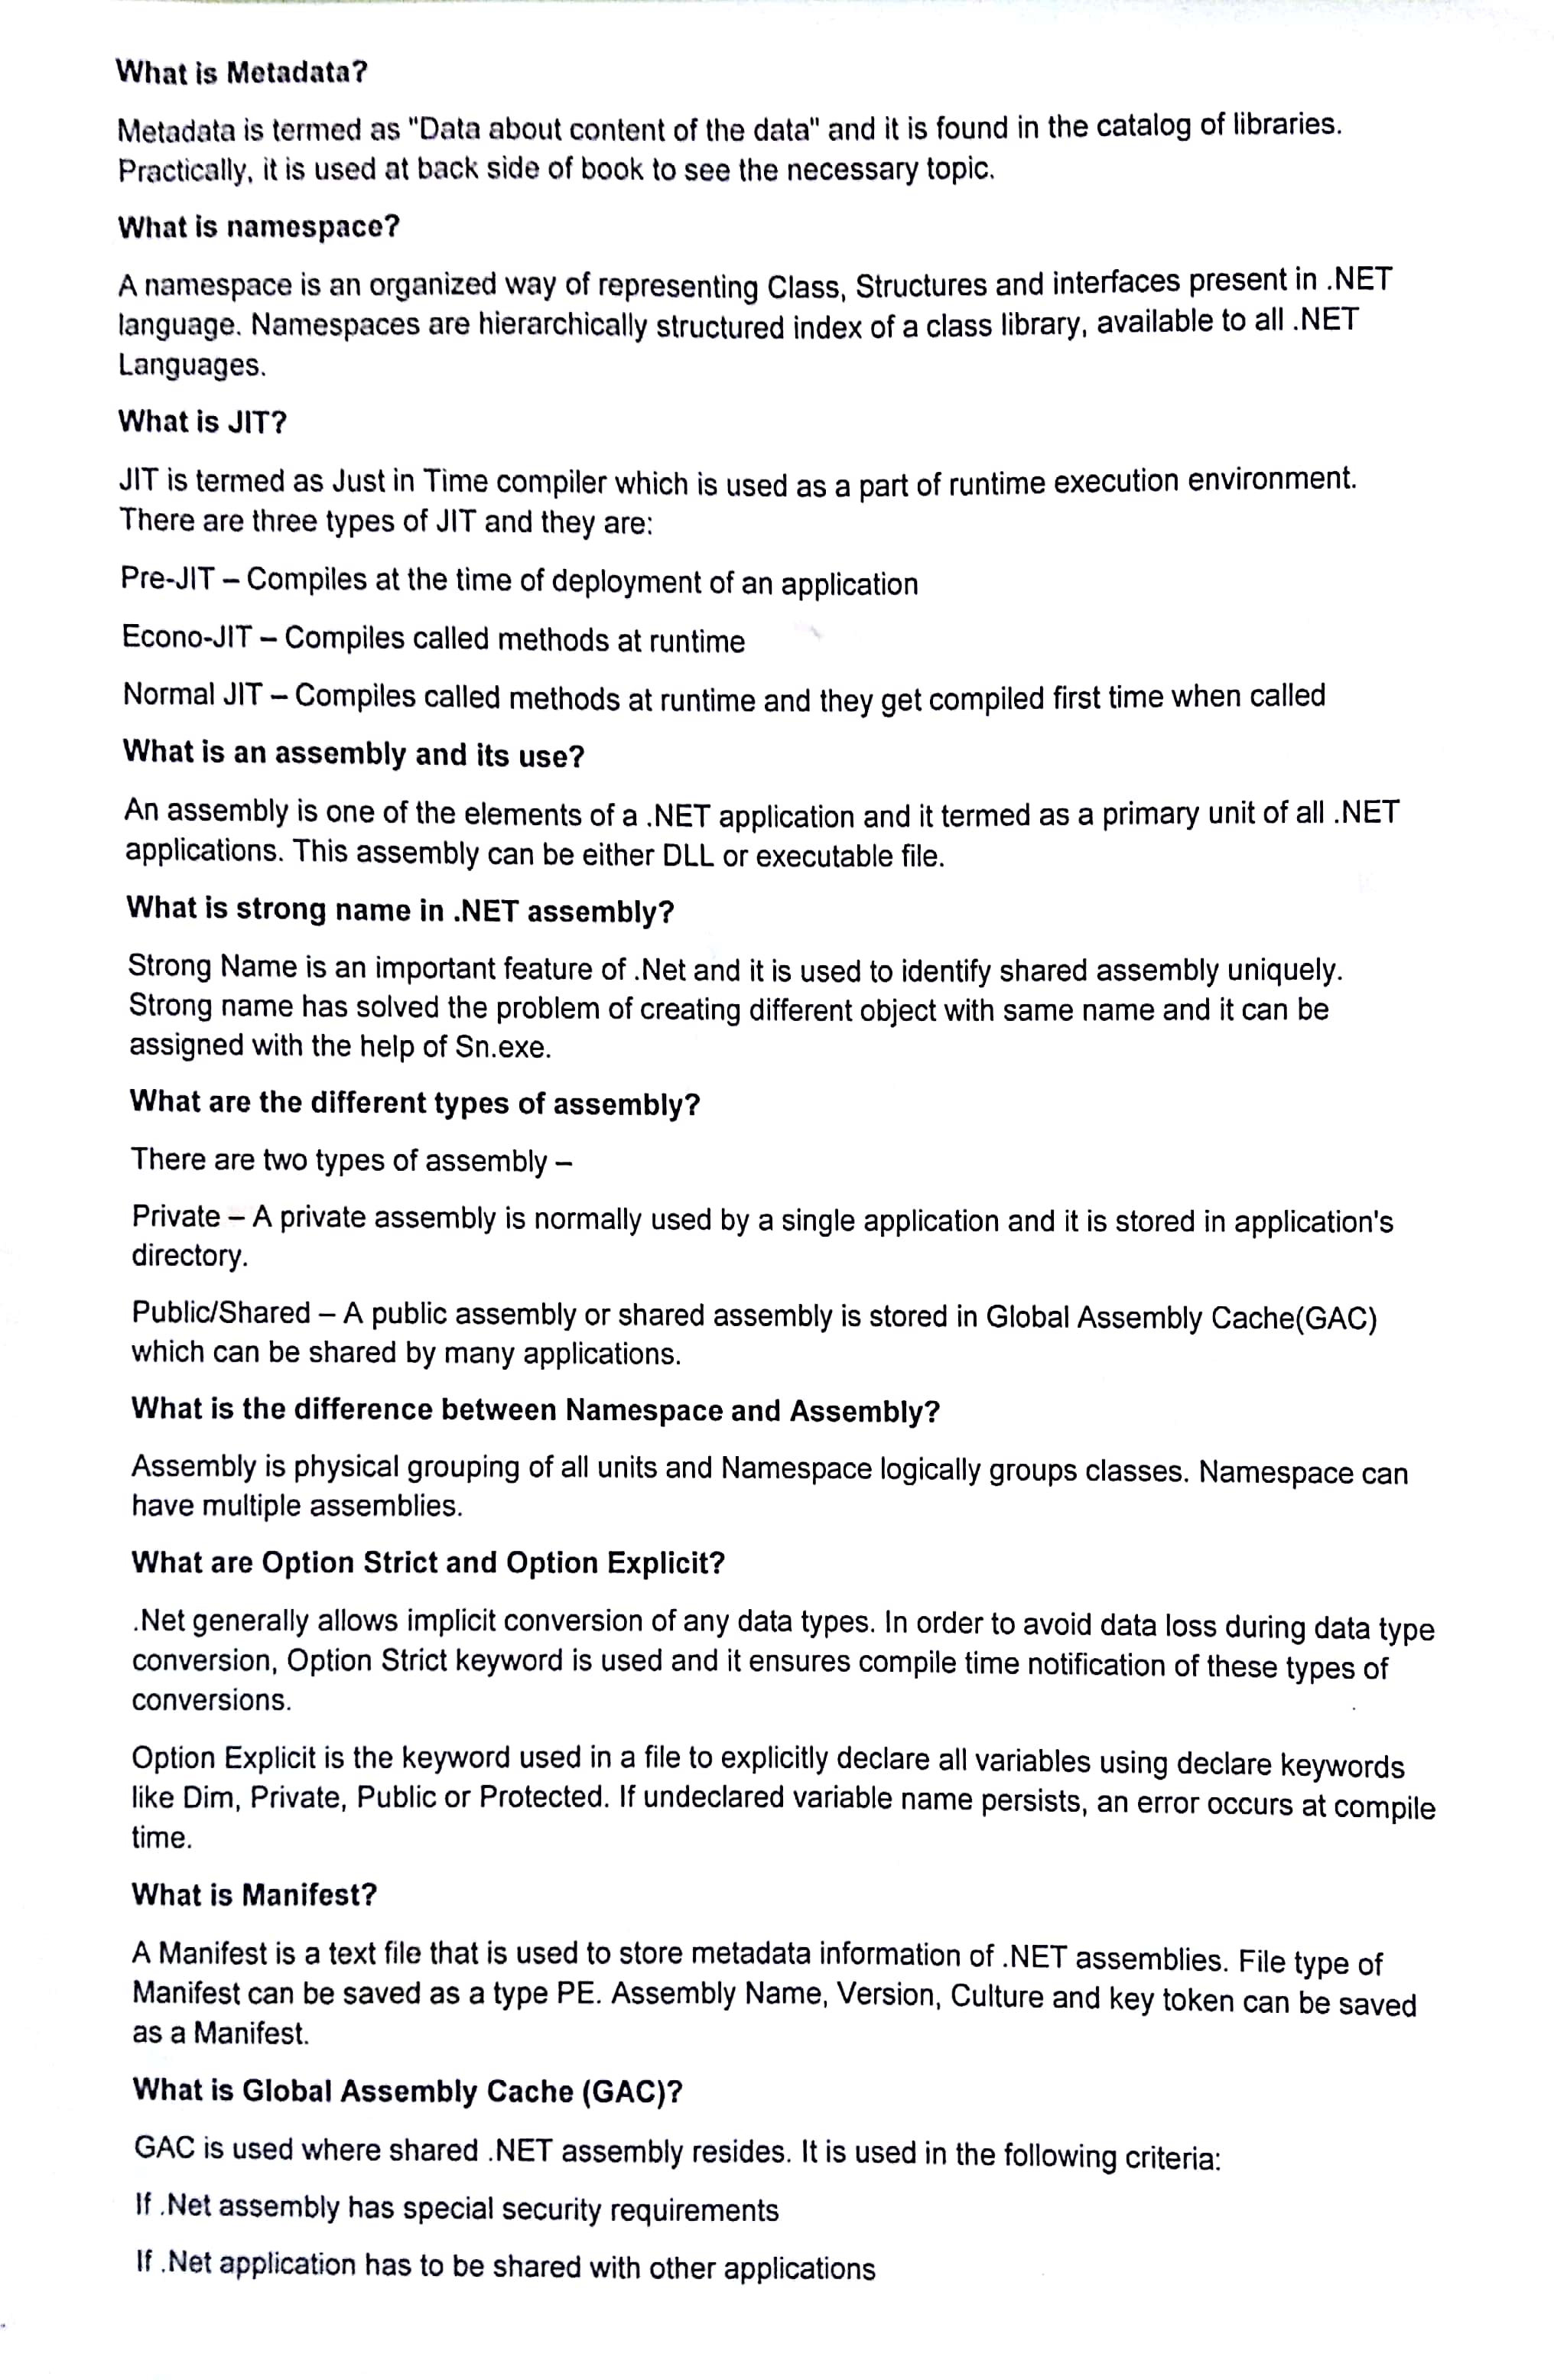 What is Metadata?
Metadata is termed as "Data about content of the data" and it is found in the catalog of libraries.
Practically, it is used at back side of book to see the necessary topic.
What is namespace?
A namespace is an organized way of representing Class, Structures and interfaces present in .NET
language. Namespaces are hierarchically structured index of a class library, available to all .NET
Languages.
What is JIT?
JIT is termed as Just in Time compiler which is used as a part of runtime execution environment.
There are three types of JIT and they are:
Pre-JIT – Compiles at the time of deployment of an application
Econo-JIT – Compiles called methods at runtime
Normal JIT – Compiles called methods at runtime and they get compiled first time when called
What is an assembly and its use?
An assembly is one of the elements of a .NET application and it termed as a primary unit of all .NET
applications. This assembly can be either DLL or executable file.
What is strong name in .NET assembly?
Strong Name is an important feature of .Net and it is used to identify shared assembly uniquely.
Strong name has solved the problem of creating different object with same name and it can be
assigned with the help of Sn.exe.
What are the different types of assembly?
There are two types of assembly –
Private – A private assembly is normally used by a single application and it is stored in application's
directory.
Public/Shared – A public assembly or shared assembly is stored in Global Assembly Cache(GAC)
which can be shared by many applications.
What is the difference between Namespace and Assembly?
Assembly is physical grouping of all units and Namespace logically groups classes. Namespace can
have multiple assemblies.
What are Option Strict and Option Explicit?
.Net generally allows implicit conversion of any data types. In order to avoid data loss during data type
conversion, Option Strict keyword is used and it ensures compile time notification of these types of
conversions.
Option Explicit is the keyword used in a file to explicitly declare all variables using declare keywords
like Dim, Private, Public or Protected. If undeclared variable name persists, an error occurs at compile
time.
What is Manifest?
A Manifest is a text file that is used to store metadata information of .NET assemblies. File type of
Manifest can be saved as a type PE. Assembly Name, Version, Culture and key token can be saved
as a Manifest.
What is Global Assembly Cache (GAC)?
GAC is used where shared .NET assembly resides. It is used in the following criteria:
If .Net assembly has special security requirements
If .Net application has to be shared with other applications